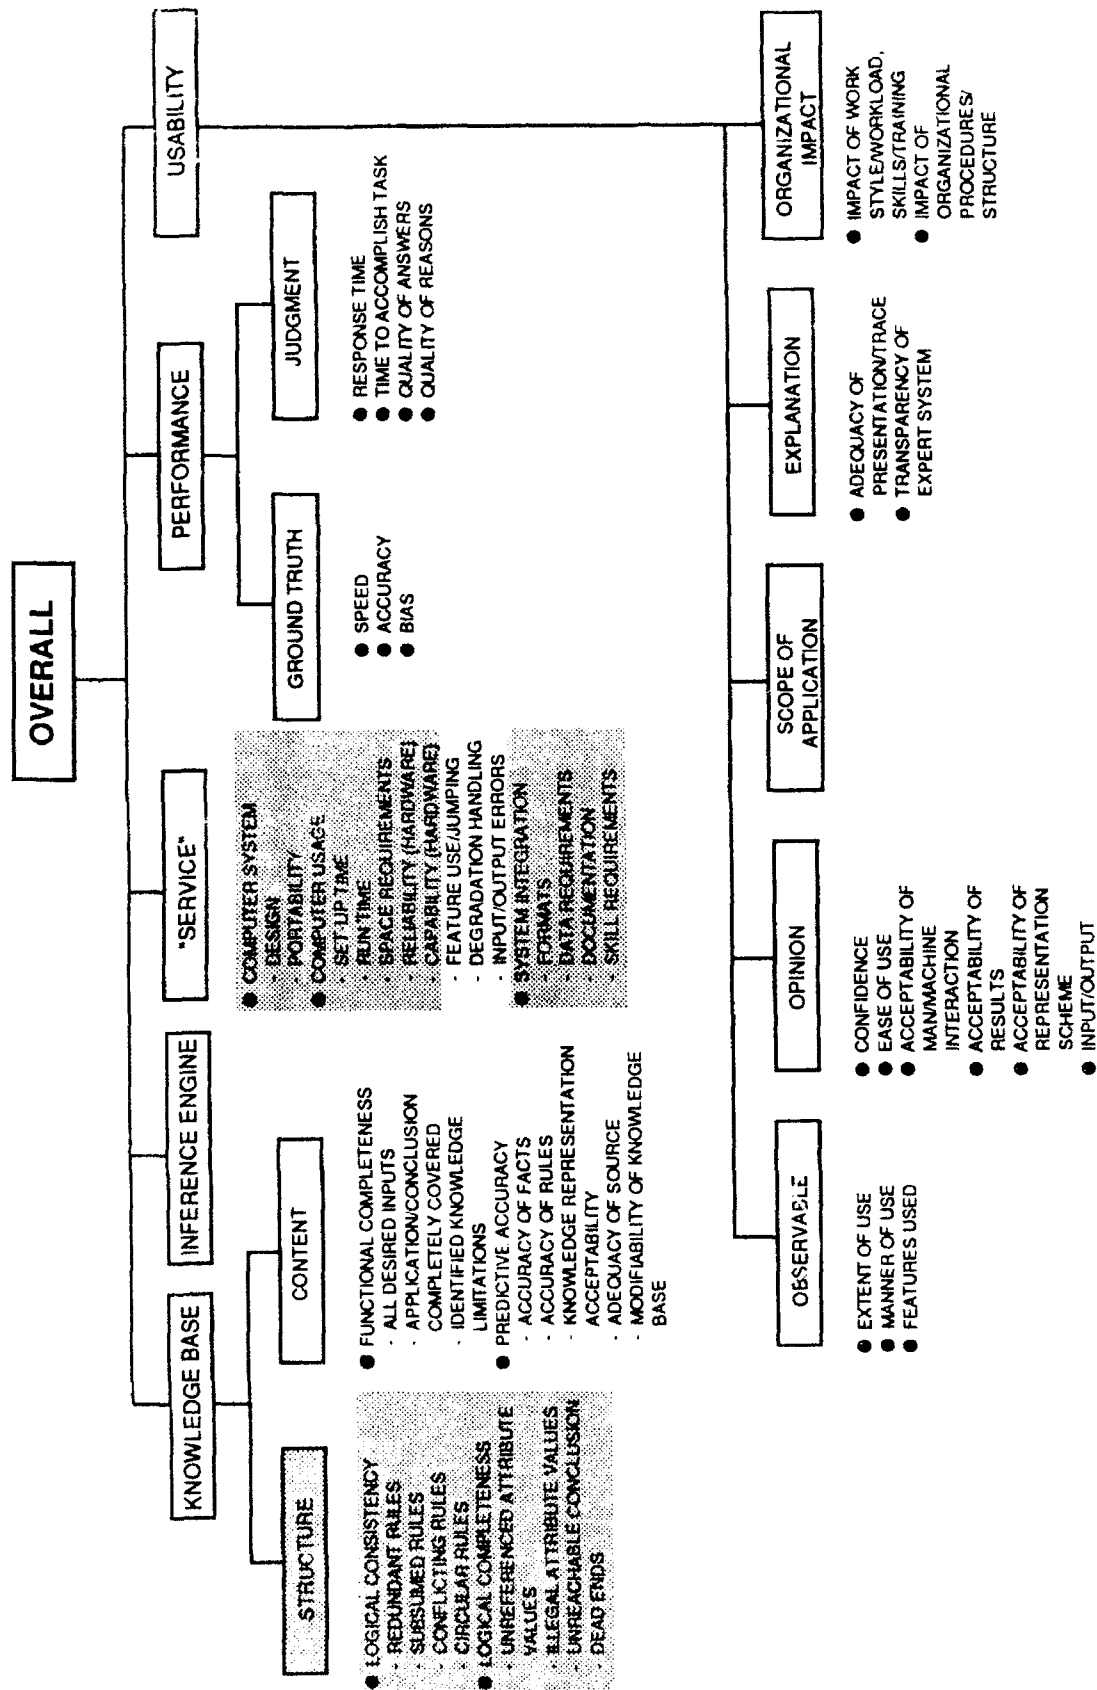 OVERALL
KNOWLEDGE BASE
INFERENCE ENGINE
"SERVICE"
PERFORMANCE
USABILITY
STRUCTURE
● LOGICAL CONSISTENCY
- REDUNDANT RULES
- SUBSUMED RULES
- CONFLICTING RULES
- CIRCULAR RULES
● LOGICAL COMPLETENESS
- UNREFERENCED ATTRIBUTE
VALUES
- ILLEGAL ATTRIBUTE VALUES
- UNREACHABLE CONCLUSION
- DEAD ENDS
CONTENT
● FUNCTIONAL COMPLETENESS
- ALL DESIRED INPUTS
- APPLICATION/CONCLUSION
COMPLETELY COVERED
- IDENTIFIED KNOWLEDGE
LIMITATIONS
● PREDICTIVE ACCURACY
- ACCURACY OF FACTS
- ACCURACY OF RULES
- KNOWLEDGE REPRESENTATION
ACCEPTABILITY
- ADEQUACY OF SOURCE
- MODIFIABILITY OF KNOWLEDGE
BASE
● COMPUTER SYSTEM
- DESIGN
- PORTABILITY
● COMPUTER USAGE
- SET UP TIME
- RUN TIME
- SPACE REQUIREMENTS
- RELIABILITY (HARDWARE)
- CAPABILITY (HARDWARE)
- FEATURE USE/JUMPING
- DEGRADATION HANDLING
- INPUT/OUTPUT ERRORS
● SYSTEM INTEGRATION
- FORMATS
- DATA REQUIREMENTS
- DOCUMENTATION
- SKILL REQUIREMENTS
GROUND TRUTH
● SPEED
● ACCURACY
● BIAS
JUDGMENT
● RESPONSE TIME
● TIME TO ACCOMPLISH TASK
● QUALITY OF ANSWERS
● QUALITY OF REASONS
OBSERVABLE
● EXTENT OF USE
● MANNER OF USE
● FEATURES USED
OPINION
● CONFIDENCE
● EASE OF USE
● ACCEPTABILITY OF
MAN/MACHINE
INTERACTION
● ACCEPTABILITY OF
RESULTS
● ACCEPTABILITY OF
REPRESENTATION
SCHEME
● INPUT/OUTPUT
SCOPE OF
APPLICATION
EXPLANATION
● ADEQUACY OF
PRESENTATION/TRACE
● TRANSPARENCY OF
EXPERT SYSTEM
ORGANIZATIONAL
IMPACT
● IMPACT OF WORK
STYLE/WORKLOAD,
SKILLS/TRAINING
● IMPACT OF
ORGANIZATIONAL
PROCEDURES/
STRUCTURE